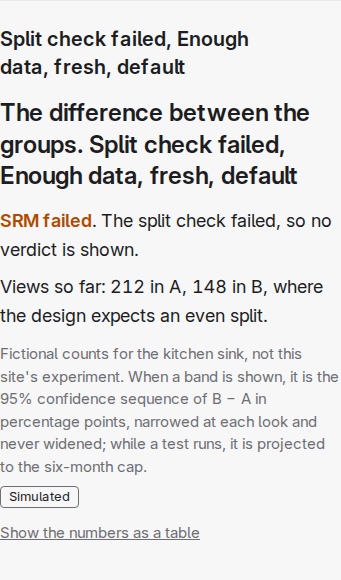 Split check failed, Enough
data, fresh, default
The difference between the
groups. Split check failed,
Enough data, fresh, default
SRM failed. The split check failed, so no
verdict is shown.
Views so far: 212 in A, 148 in B, where
the design expects an even split.
Fictional counts for the kitchen sink, not this
site's experiment. When a band is shown, it is the
95% confidence sequence of B − A in
percentage points, narrowed at each look and
never widened; while a test runs, it is projected
to the six-month cap.
Simulated
Show the numbers as a table